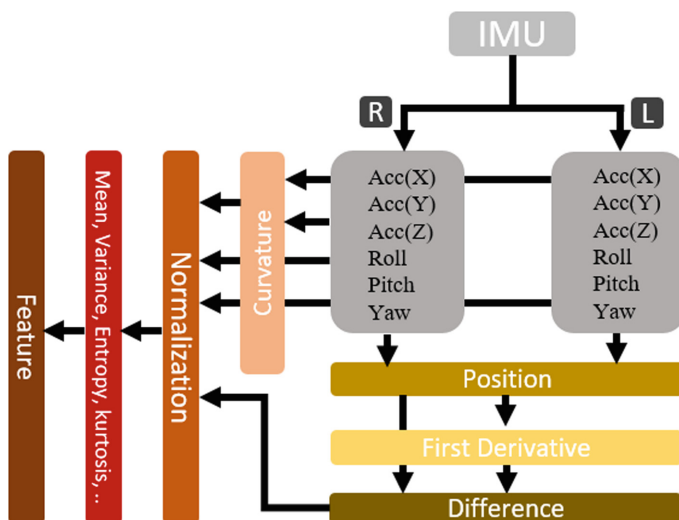 IMU
R
L
Acc(X)
Acc(Y)
Acc(Z)
Roll
Pitch
Yaw
Acc(X)
Acc(Y)
Acc(Z)
Roll
Pitch
Yaw
Curvature
Normalization
Mean, Variance, Entropy, kurtosis, ..
Feature
Position
First Derivative
Difference